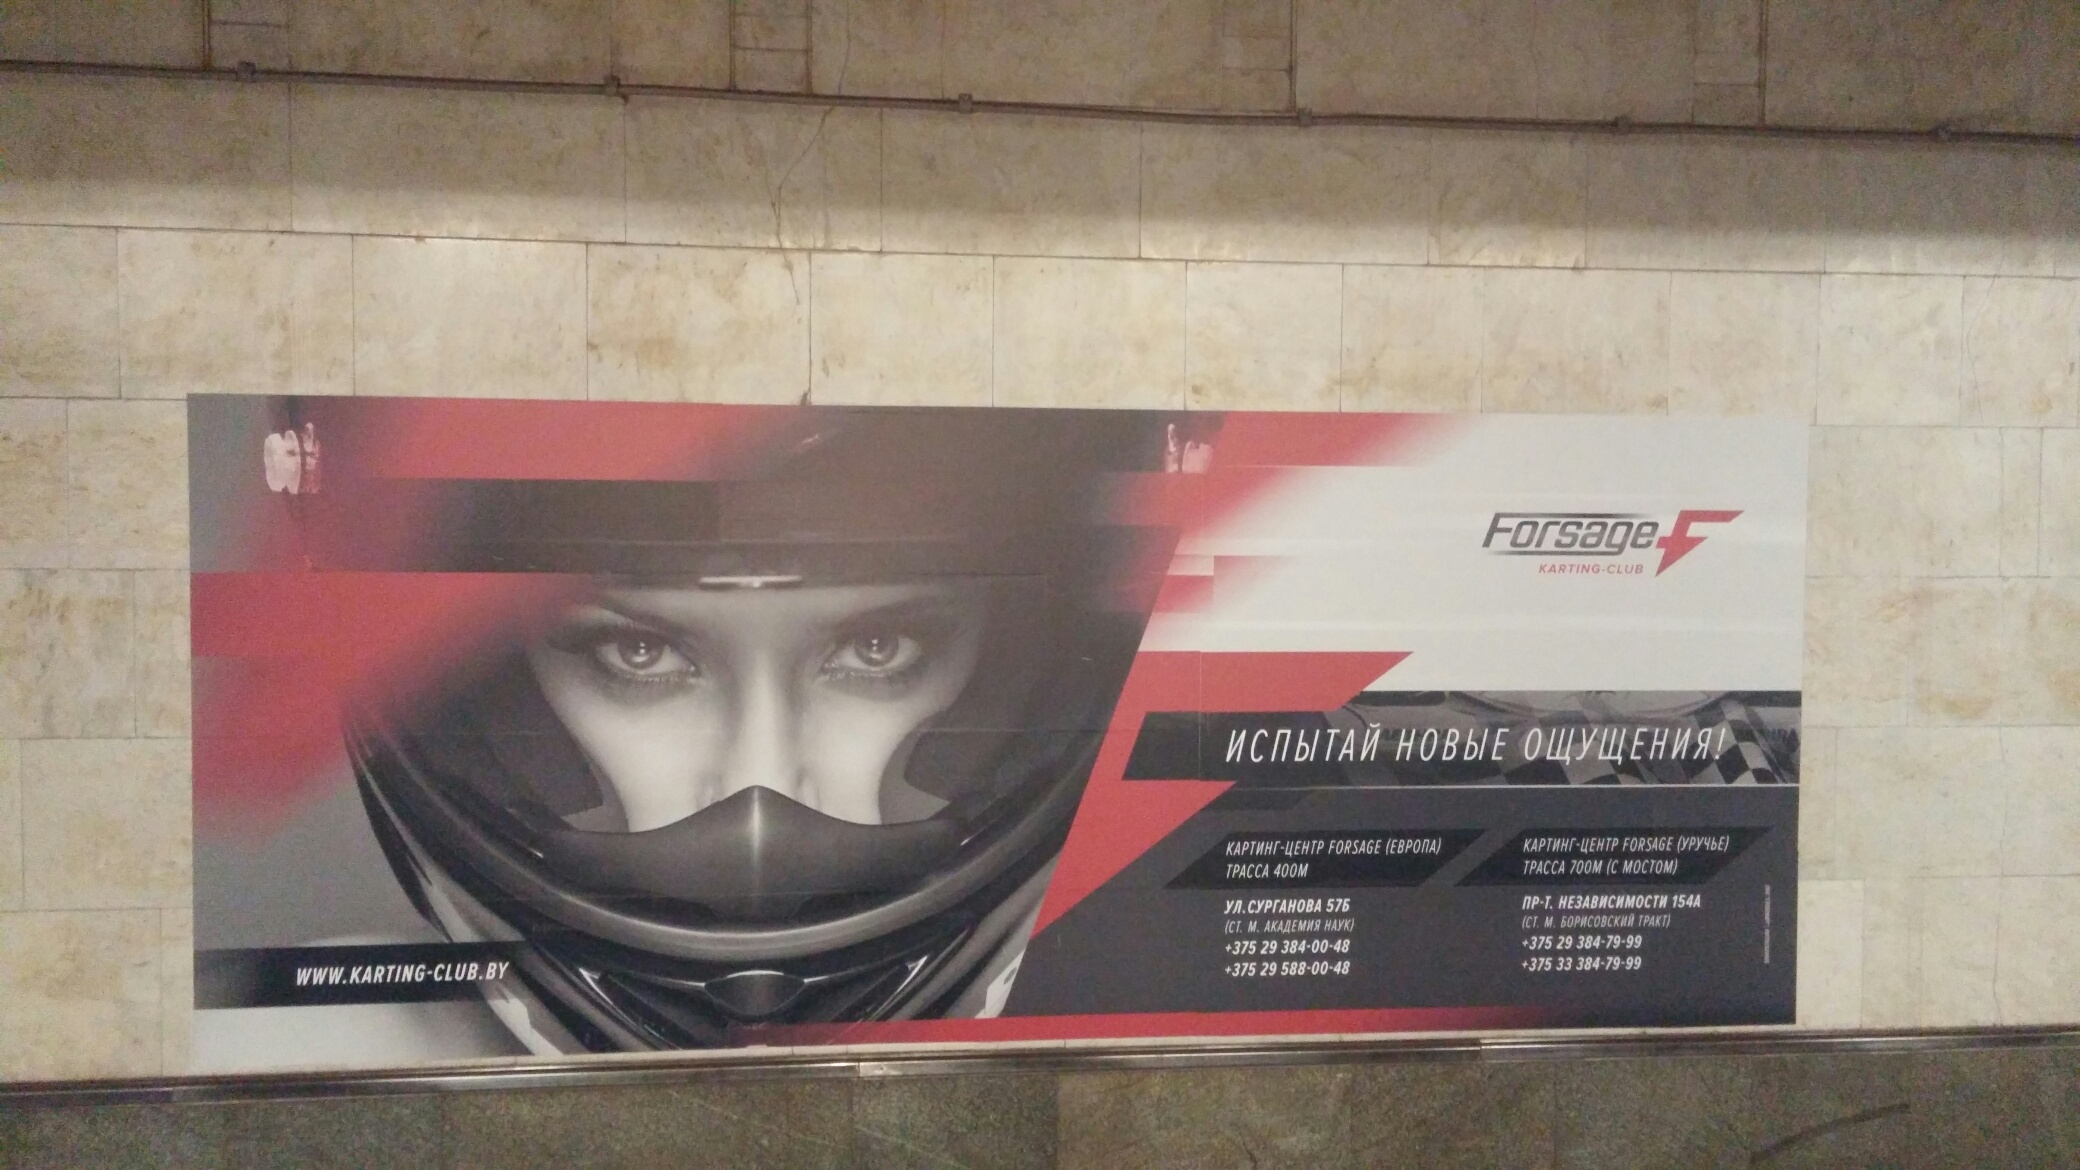 Forsage
KARTING-CLUB
ИСПЫТАЙ НОВЫЕ ОЩУЩЕНИЯ!
КАРТИНГ-ЦЕНТР FORSAGE (ЕВРОПА)
ТРАССА 400М
УЛ.СУРГАНОВА 57Б
(СТ. М. АКАДЕМИЯ НАУК)
+375 29 384-00-48
+375 29 588-00-48
КАРТИНГ-ЦЕНТР FORSAGE (УРУЧЬЕ)
ТРАССА 700М (С МОСТОМ)
ПР-Т. НЕЗАВИСИМОСТИ 154А
(СТ. М. БОРИСОВСКИЙ ТРАКТ)
+375 29 384-79-99
+375 33 384-79-99
WWW.KARTING-CLUB.BY